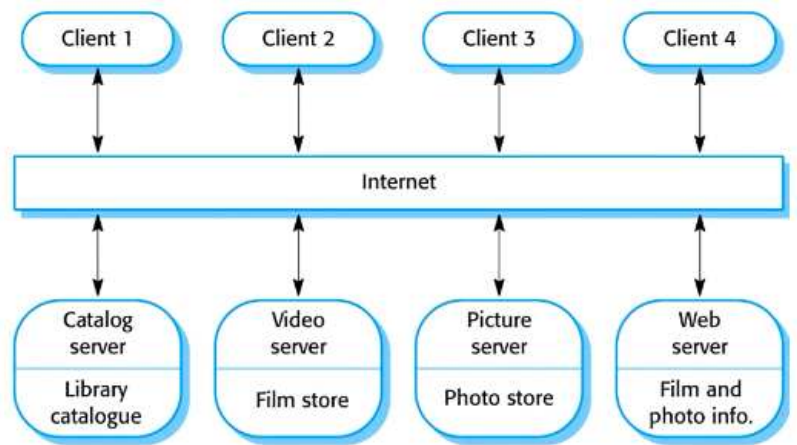 Client 1
Client 2
Client 3
Client 4
Internet
Catalog
server
Library
catalogue
Video
server
Film store
Picture
server
Photo store
Web
server
Film and
photo info.